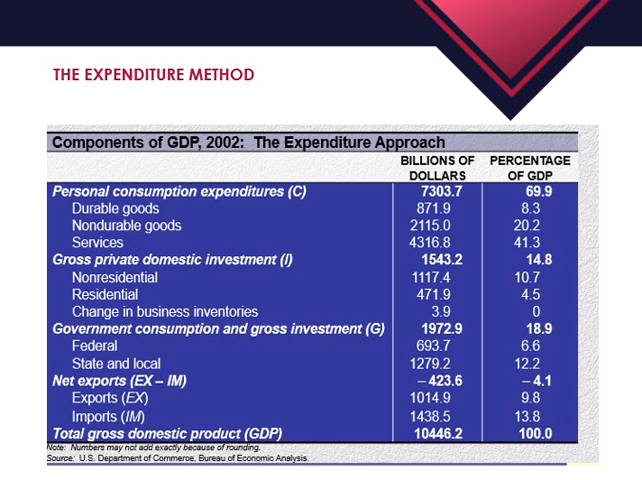 THE EXPENDITURE METHOD
Components of GDP, 2002: The Expenditure Approach
BILLIONS OF DOLLARS PERCENTAGE OF GDP
Personal consumption expenditures (C) 7303.7 69.9
Durable goods 871.9 8.3
Nondurable goods 2115.0 20.2
Services 4316.8 41.3
Gross private domestic investment (I) 1543.2 14.8
Nonresidential 1117.4 10.7
Residential 471.9 4.5
Change in business inventories 3.9 0
Government consumption and gross investment (G) 1972.9 18.9
Federal 693.7 6.6
State and local 1279.2 12.2
Net exports (EX – IM) – 423.6 – 4.1
Exports (EX) 1014.9 9.8
Imports (IM) 1438.5 13.8
Total gross domestic product (GDP) 10446.2 100.0
Note: Numbers may not add exactly because of rounding.
Source: U.S. Department of Commerce, Bureau of Economic Analysis.